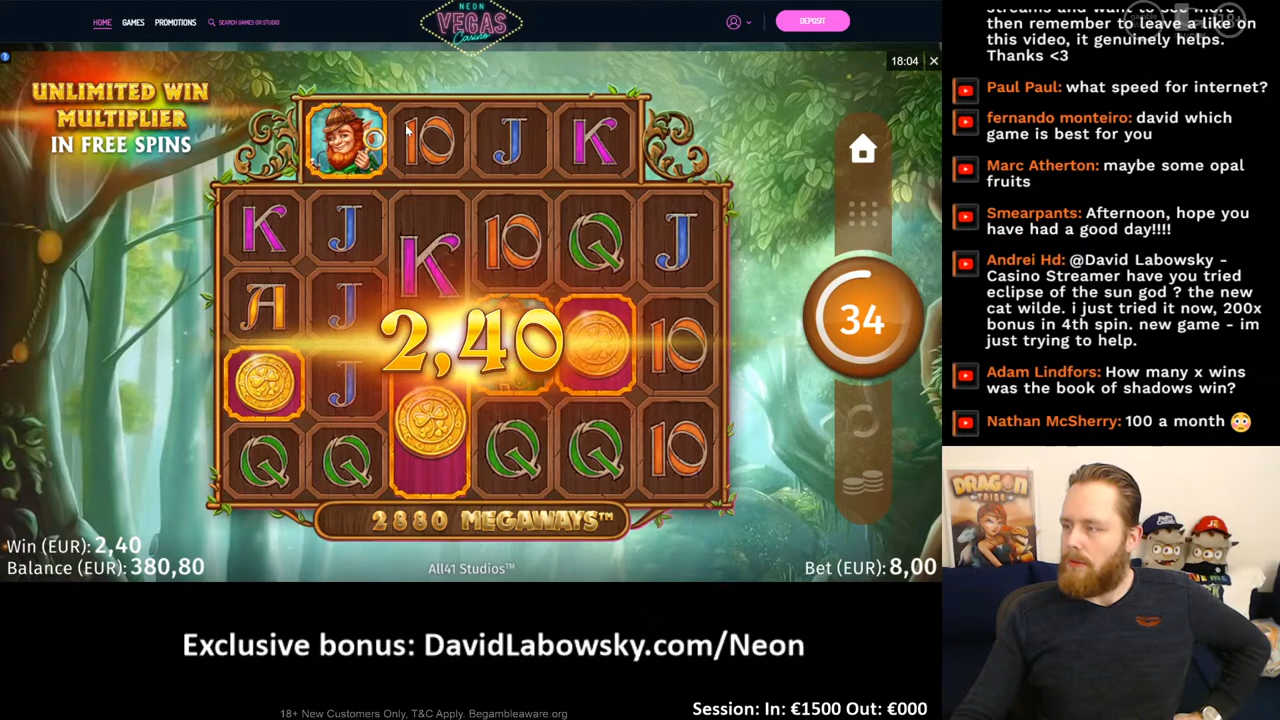 HOME GAMES PROMOTIONS SEARCH GAMES OR STUDIO
NEON
VEGAS
Casino
DEPOSIT
18:04
UNLIMITED WIN
MULTIPLIER
IN FREE SPINS
10 J K
K J K 10 Q J
A J
2,40
10
J
Q Q Q Q 10
34
2880 MEGAWAYS™
Win (EUR): 2,40
Balance (EUR): 380,80
All41 Studios™
Bet (EUR): 8,00
Exclusive bonus: DavidLabowsky.com/Neon
18+ New Customers Only, T&C Apply. Begambleaware.org
Session: In: €1500 Out: €000
then remember to leave a like on
this video, it genuinely helps.
Thanks <3
Paul Paul: what speed for internet?
fernando monteiro: david which
game is best for you
Marc Atherton: maybe some opal
fruits
Smearpants: Afternoon, hope you
have had a good day!!!!
Andrei Hd: @David Labowsky -
Casino Streamer have you tried
eclipse of the sun god ? the new
cat wilde. i just tried it now, 200x
bonus in 4th spin. new game - im
just trying to help.
Adam Lindfors: How many x wins
was the book of shadows win?
Nathan McSherry: 100 a month 😳
DRAGON
TRIBE